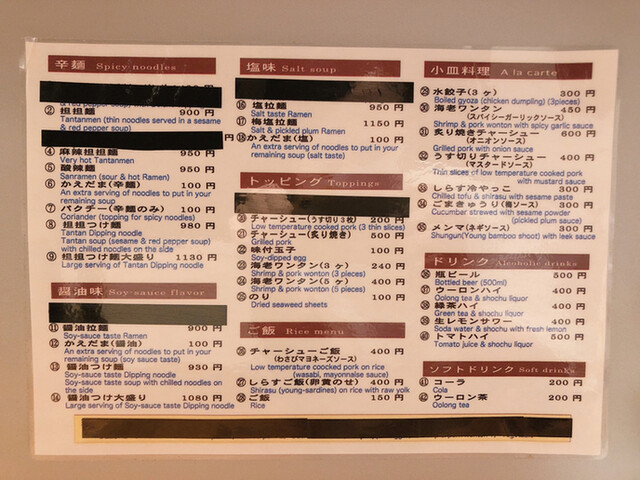 辛麺 Spicy noodles
② 担担麺 900 円
Tantanmen (thin noodles served in a sesame
& red pepper soup)
④ 麻辣担担麺 950 円
Very hot Tantanmen
⑤ 酸辣麺 950 円
Sanramen (sour & hot Ramen)
⑥ かえだま(辛麺) 100 円
An extra serving of noodles to put in your
remaining soup
⑦ パクチー(辛麺のみ) 100 円
Coriander (topping for spicy noodles)
⑧ 担担つけ麺 980 円
Tantan Dipping noodle
Tantan soup (sesame & red pepper soup)
with chilled noodles on the side
⑨ 担担つけ麺大盛り 1130 円
Large serving of Tantan Dipping noodle
醤油味 Soy-sauce flavor
⑪ 醤油拉麺 900 円
Soy-sauce taste Ramen
⑫ かえだま(醤油) 100 円
An extra serving of noodles to put in your
remaining soup (soy sauce taste)
⑬ 醤油つけ麺 930 円
Soy-sauce taste Dipping noodle
Soy-sauce taste soup with chilled noodles on
the side
⑭ 醤油つけ大盛り 1080 円
Large serving of Soy-sauce taste Dipping noodle
塩味 Salt soup
⑯ 塩拉麺 950 円
Salt taste Ramen
⑰ 梅塩拉麺 1150 円
Salt & pickled plum Ramen
⑱ かえだま(塩) 100 円
An extra serving of noodles to put in your
remaining soup (salt taste)
トッピング Toppings
⑳ チャーシュー(うす切り3枚) 200 円
Low temperature cooked pork (3 thin slices)
㉑ チャーシュー(炙り焼き) 500 円
Grilled pork
㉒ 味付玉子 100 円
Soy-dipped egg
㉓ 海老ワンタン(3ヶ) 240 円
Shrimp & pork wonton (3 pieces)
㉔ 海老ワンタン(5ヶ) 400 円
Shrimp & pork wonton (5 pieces)
㉕ のり 100 円
Dried seaweed sheets
ご飯 Rice menu
㉖ チャーシューご飯 400 円
(わさびマヨネーズソース)
Low temperature coocked pork on rice
(wasabi, mayonnaise sauce)
㉗ しらすご飯(卵黄のせ) 400 円
Shirasu (young-sardines) on rice with raw yolk
㉘ ご飯 150 円
Rice
小皿料理 A la carte
㉙ 水餃子(3ヶ) 300 円
Boiled gyoza (chicken dumpling) (3pieces)
㉚ 海老ワンタン 450 円
(スパイシーガーリックソース)
Shrimp & pork wonton with spicy garlic sauce
㉛ 炙り焼きチャーシュー 600 円
(オニオンソース)
Grilled pork with onion sauce
㉜ うす切りチャーシュー 400 円
(マスタードソース)
Thin slices of low temperature cooked pork
with mustard sauce
㉝ しらす冷やっこ 300 円
Chilled tofu & shirasu with sesame paste
㉞ ごまきゅうり(梅ソース) 300 円
Cucumber strewed with sesame powder
(pickled plum sauce)
㉟ メンマ(ネギソース) 300 円
Shungun(Young bamboo shoot) with leek sauce
ドリンク Alcoholic drinks
㊱ 瓶ビール 500 円
Bottled beer (500ml)
㊲ ウーロンハイ 400 円
Oolong tea & shochu liquor
㊳ 緑茶ハイ 400 円
Green tea & shochu liquor
㊴ 生レモンサワー 400 円
Soda water & shochu with fresh lemon
㊵ トマトハイ 500 円
Tomato juice & shochu liquor
ソフトドリンク Soft drinks
㊶ コーラ 200 円
Cola
㊷ ウーロン茶 200 円
Oolong tea